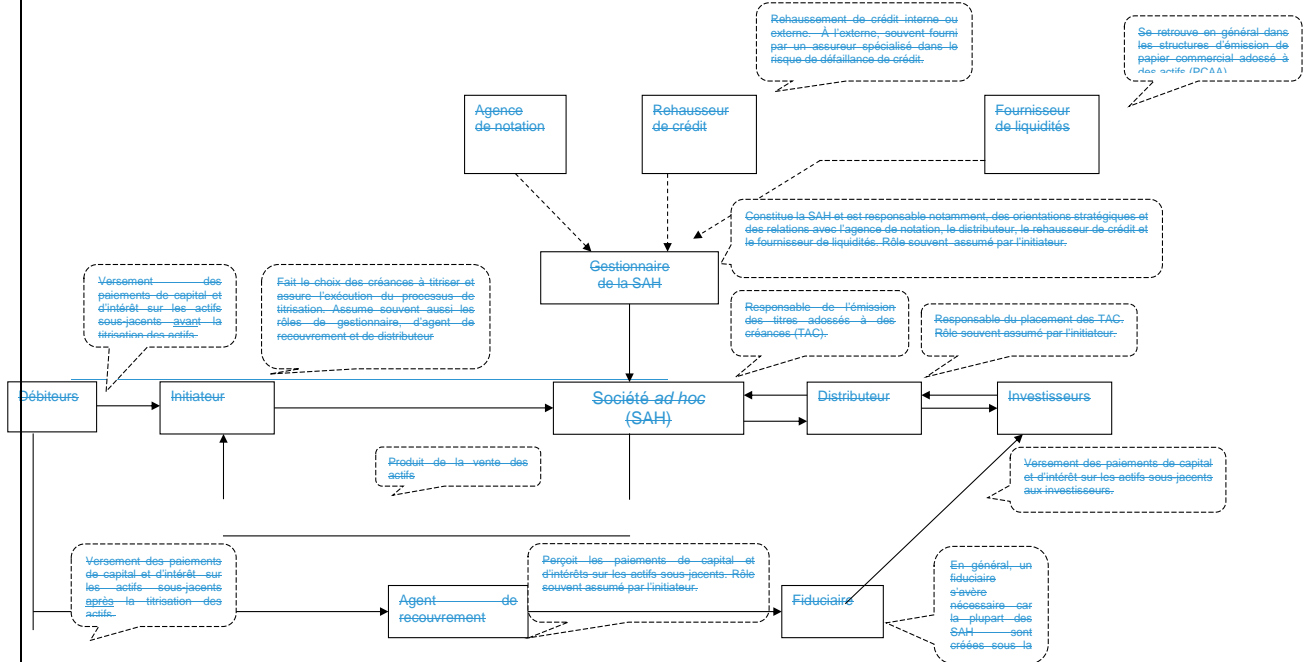 Rehaussement de crédit interne ou
externe. À l'externe, souvent fourni
par un assureur spécialisé dans le
risque de défaillance de crédit.
Se retrouve en général dans
les structures d'émission de
papier commercial adossé à
des actifs (PCAA)
Agence
de notation
Rehausseur
de crédit
Fournisseur
de liquidités
Constitue la SAH et est responsable notamment, des orientations stratégiques et
des relations avec l'agence de notation, le distributeur, le rehausseur de crédit et
le fournisseur de liquidités. Rôle souvent assumé par l'initiateur.
Gestionnaire
de la SAH
Versement des
paiements de capital et
d'intérêt sur les actifs
sous-jacents avant la
titrisation des actifs.
Fait le choix des créances à titriser et
assure l'exécution du processus de
titrisation. Assume souvent aussi les
rôles de gestionnaire, d'agent de
recouvrement et de distributeur
Responsable de l'émission
des titres adossés à des
créances (TAC).
Responsable du placement des TAC.
Rôle souvent assumé par l'initiateur.
Débiteurs
Initiateur
Société ad hoc
(SAH)
Distributeur
Investisseurs
Produit de la vente des
actifs
Versement des paiements de capital
et d'intérêt sur les actifs sous-jacents
aux investisseurs.
Versement des paiements
de capital et d'intérêt sur
les actifs sous-jacents
après la titrisation des
actifs.
Perçoit les paiements de capital et
d'intérêts sur les actifs sous-jacents. Rôle
souvent assumé par l'initiateur.
Agent de
recouvrement
Fiduciaire
En général, un
fiduciaire
s'avère
nécessaire car
la plupart des
SAH sont
créées sous la